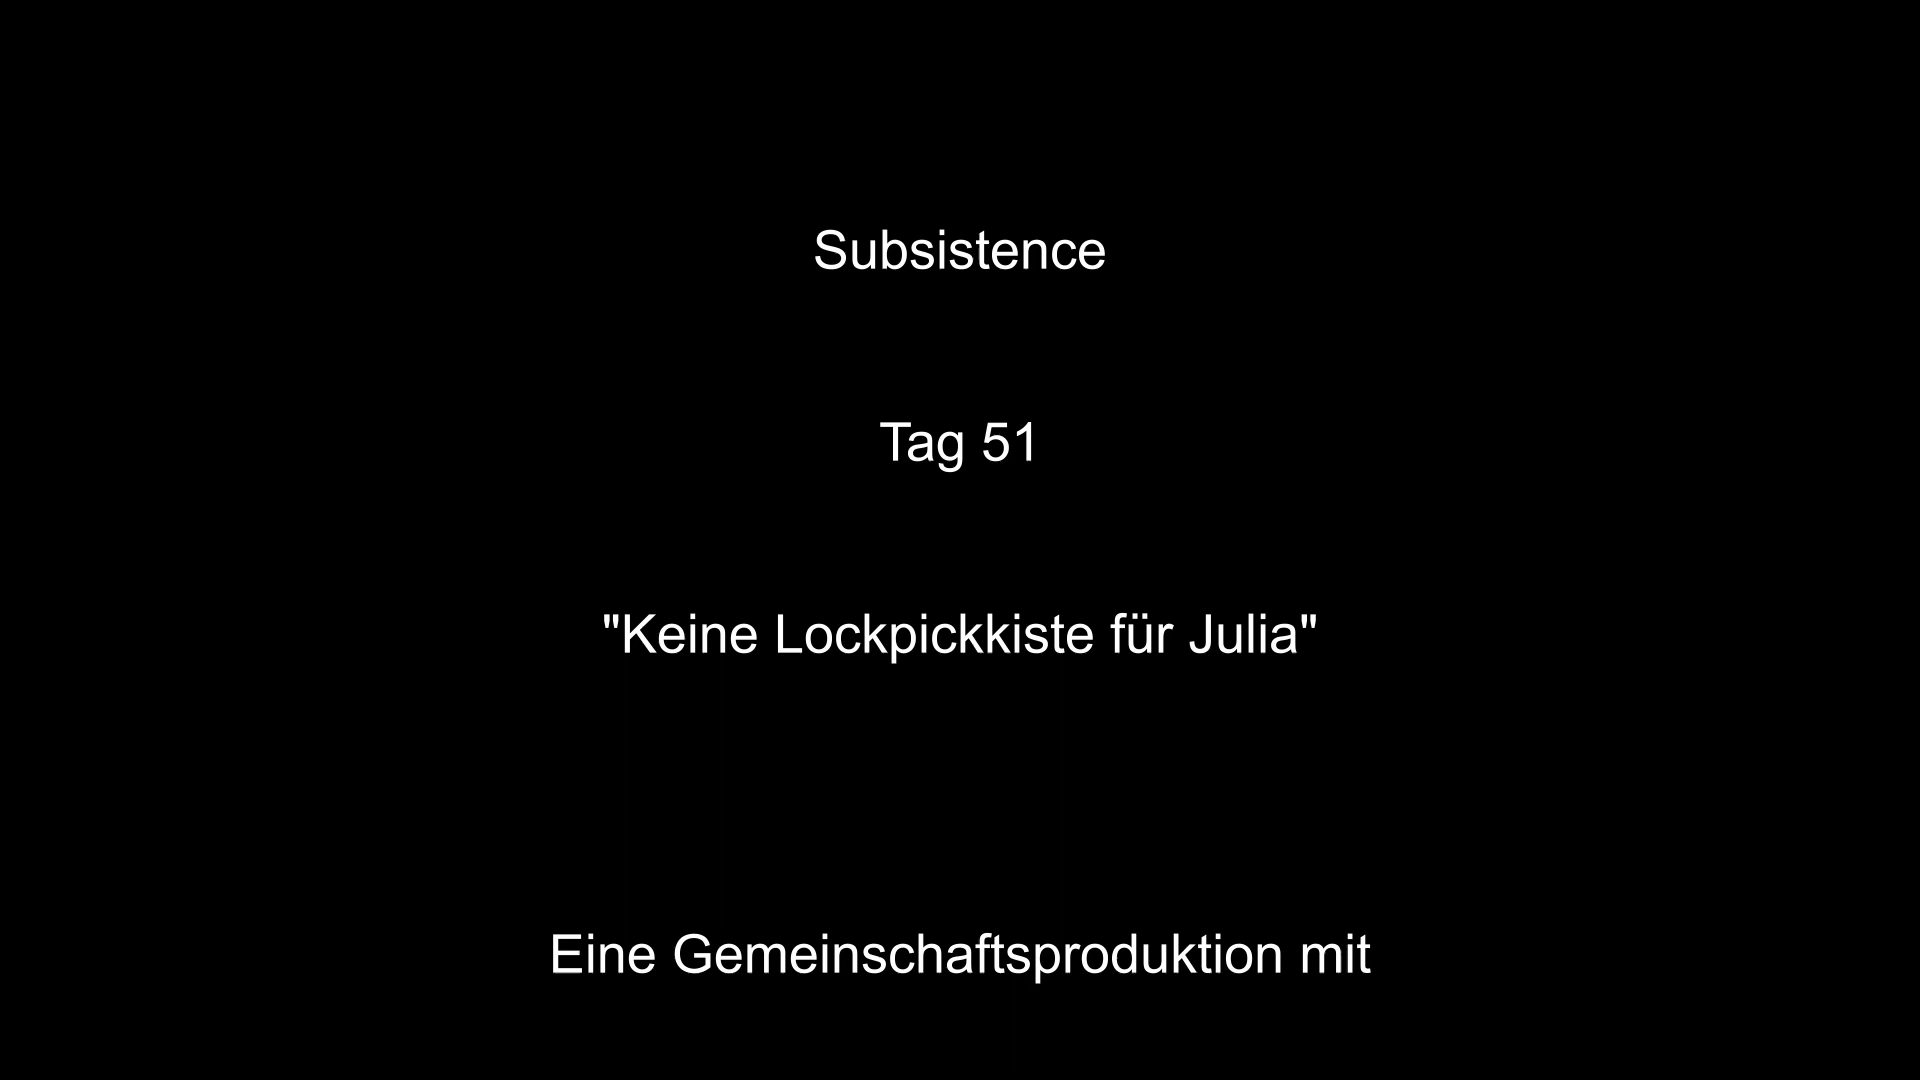 Subsistence
Tag 51
"Keine Lockpickkiste für Julia"
Eine Gemeinschaftsproduktion mit